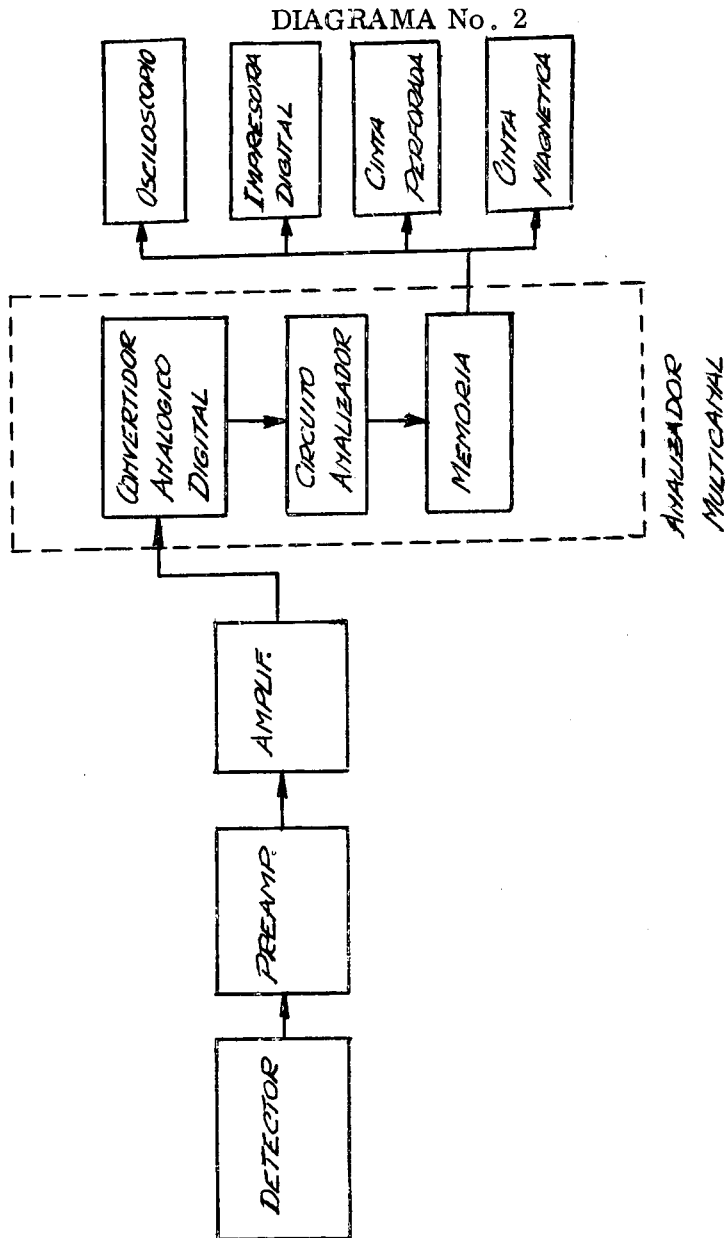 DIAGRAMA No. 2
OSCILOSCOPIO
IMPRESORA
DIGITAL
CINTA
PERFORADA
CINTA
MAGNETICA
CONVERTIDOR
ANALOGICO
DIGITAL
CIRCUITO
ANALIZADOR
MEMORIA
ANALIZADOR
MULTICANAL
AMPLIF.
PREAMP.
DETECTOR